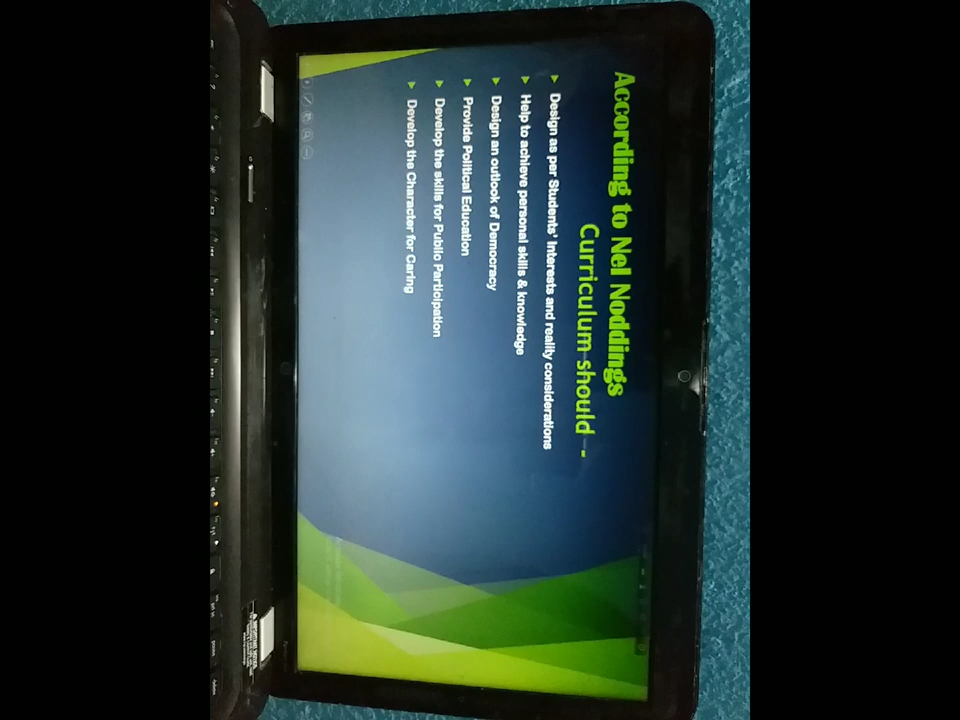 According to Nel Noddings
Curriculum should -
Design as per Students' Interests and reality considerations
Help to achieve personal skills & knowledge
Design an outlook of Democracy
Provide Political Education
Develop the skills for Public Participation
Develop the Character for Caring